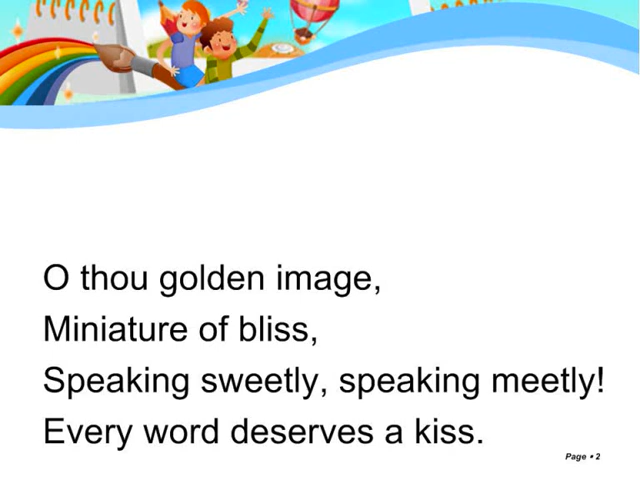 O thou golden image,
Miniature of bliss,
Speaking sweetly, speaking meetly!
Every word deserves a kiss.
Page • 2